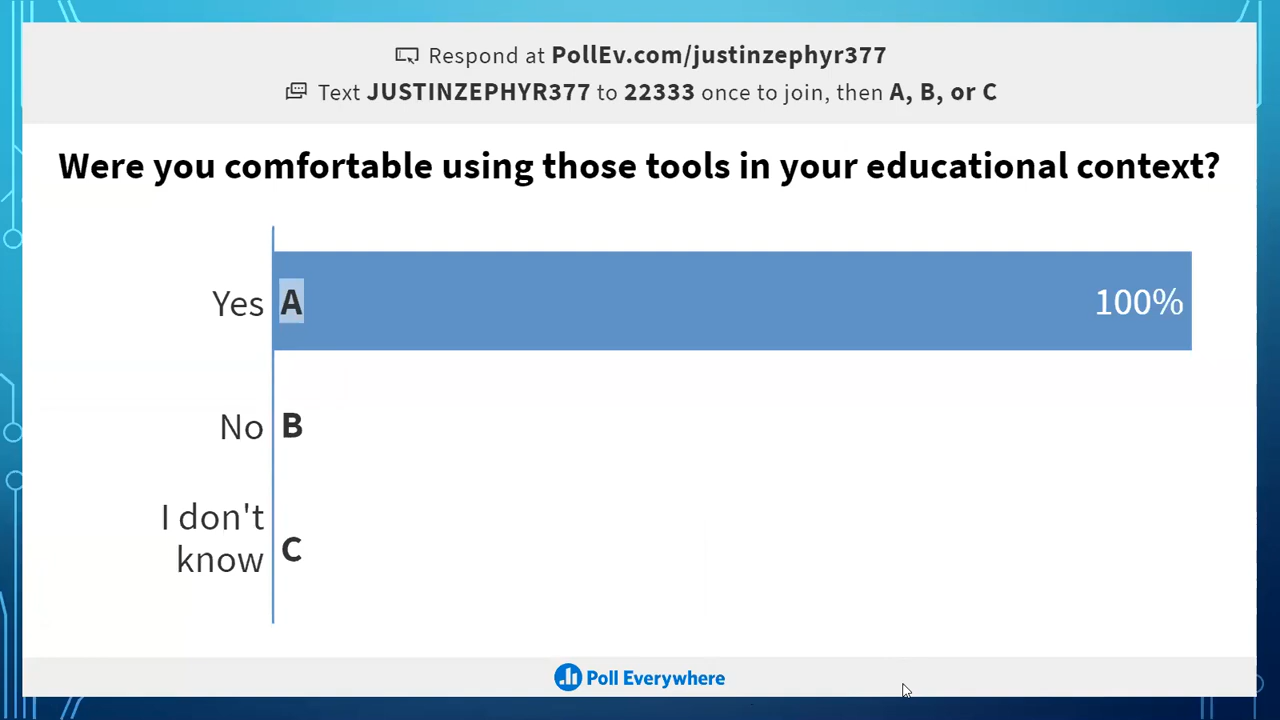 Respond at PollEv.com/justinzephyr377
Text JUSTINZEPHYR377 to 22333 once to join, then A, B, or C
Were you comfortable using those tools in your educational context?
Yes A 100%
No B
I don't
know C
Poll Everywhere